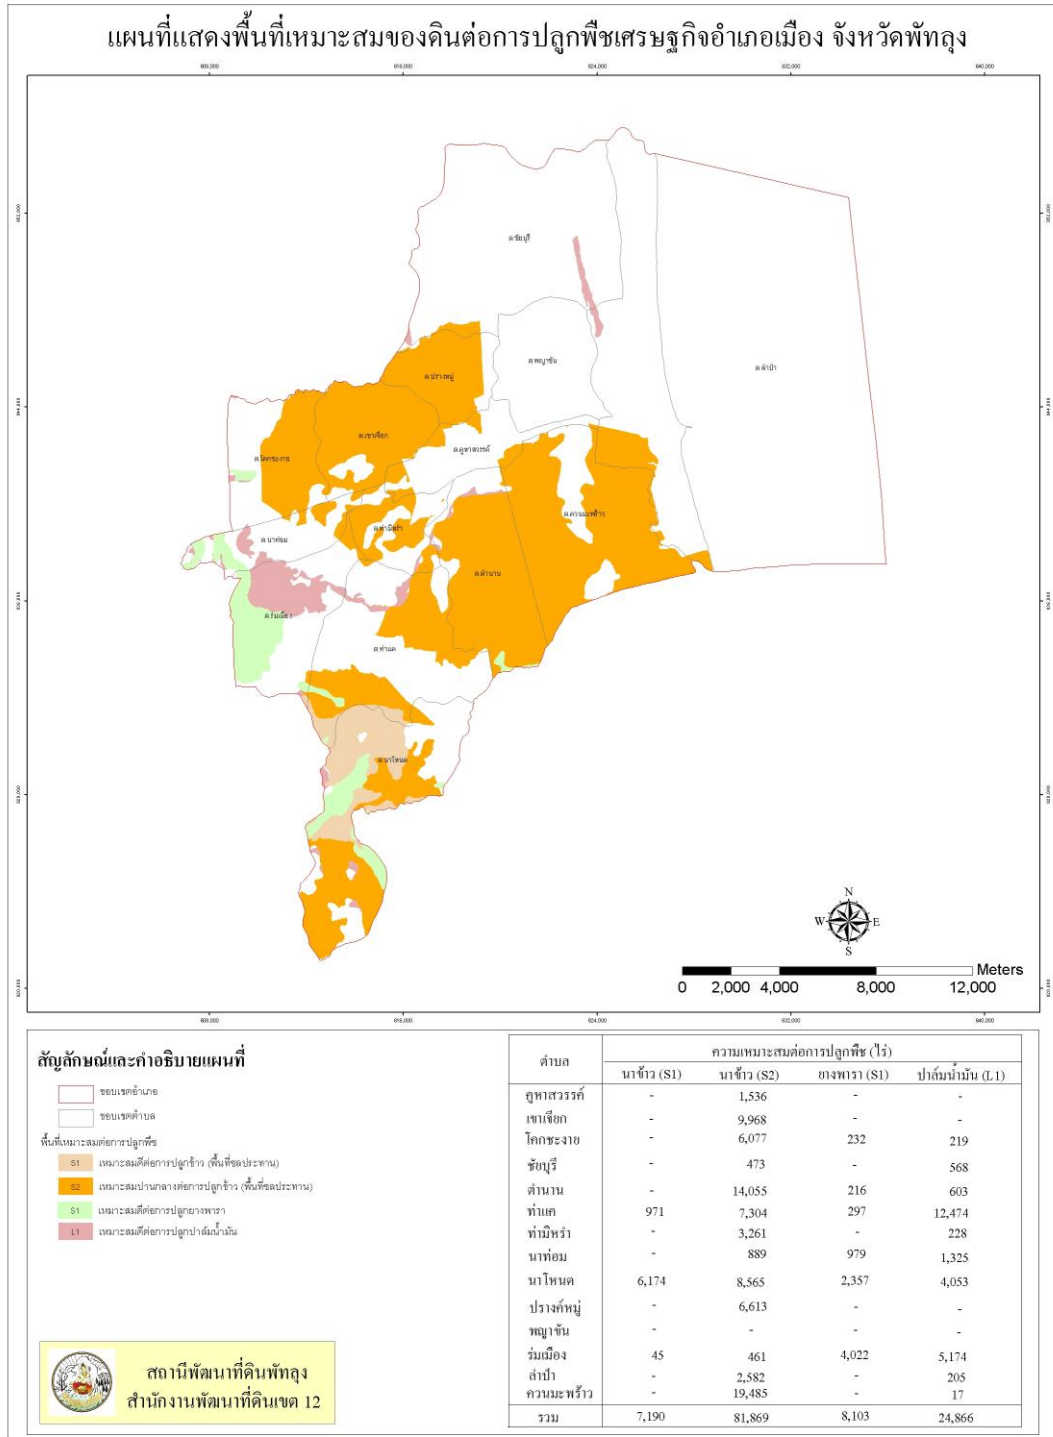 แผนที่แสดงพื้นที่เหมาะสมของดินต่อการปลูกพืชเศรษฐกิจอำเภอเมือง จังหวัดพัทลุง
608,000 616,000 624,000 632,000 640,000
ต.ชัยบุรี
ต.พญาขัน
ต.ลำปำ
ต.ปรางหมู่
ต.เขาเจียก
ต.คูหาสวรรค์
ต.โคกชะงาย
ต.ควนมะพร้าว
ต.ท่ามิหรำ
ต.นาท่อม
ต.ตำนาน
ต.ร่มเมือง
ต.ท่าแค
ต.นาโหนด
N
W E
S
Meters
0 2,000 4,000 8,000 12,000
608,000 616,000 624,000 632,000 640,000
สัญลักษณ์และคำอธิบายแผนที่
ขอบเขตอำเภอ
ขอบเขตตำบล
พื้นที่เหมาะสมต่อการปลูกพืช
S1 เหมาะสมดีต่อการปลูกข้าว (พื้นที่ชลประทาน)
S2 เหมาะสมปานกลางต่อการปลูกข้าว (พื้นที่ชลประทาน)
S1 เหมาะสมดีต่อการปลูกยางพารา
L1 เหมาะสมดีต่อการปลูกปาล์มน้ำมัน
สถานีพัฒนาที่ดินพัทลุง
สำนักงานพัฒนาที่ดินเขต 12
ตำบล ความเหมาะสมต่อการปลูกพืช (ไร่)
นาข้าว (S1) นาข้าว (S2) ยางพารา (S1) ปาล์มน้ำมัน (L1)
คูหาสวรรค์ - 1,536 - -
เขาเจียก - 9,968 - -
โคกชะงาย - 6,077 232 219
ชัยบุรี - 473 - 568
ตำนาน - 14,055 216 603
ท่าแค 971 7,304 297 12,474
ท่ามิหรำ - 3,261 - 228
นาท่อม - 889 979 1,325
นาโหนด 6,174 8,565 2,357 4,053
ปรางค์หมู่ - 6,613 - -
พญาขัน - - - -
ร่มเมือง 45 461 4,022 5,174
ลำปำ - 2,582 - 205
ควนมะพร้าว - 19,485 - 17
รวม 7,190 81,869 8,103 24,866